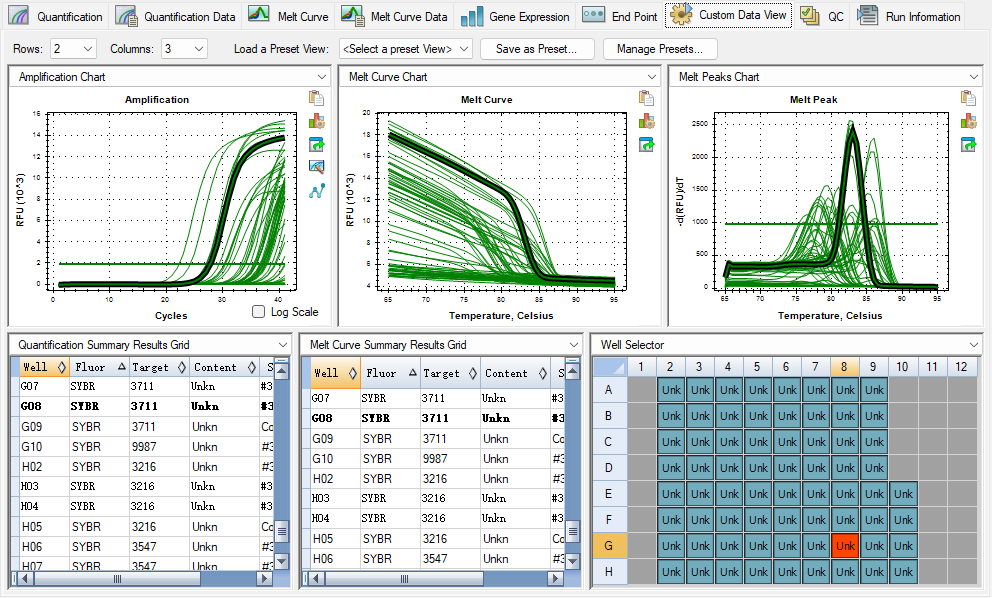 Quantification Quantification Data Melt Curve Melt Curve Data Gene Expression End Point Custom Data View QC Run Infomation
Rows: 2 Columns: 3 Load a Preset View: <Select a preset View> Save as Preset... Manage Presets...
Amplification Chart
Amplification
RFU (10^3)
16
14
12
10
8
6
4
2
0
0 10 20 30 40
Cycles
Log Scale
Melt Curve Chart
Melt Curve
RFU (10^3)
20
18
16
14
12
10
8
6
4
65 70 75 80 85 90 95
Temperature, Celsius
Melt Peaks Chart
Melt Peak
-d(RFU)/dT
2500
2000
1500
1000
500
0
65 70 75 80 85 90 95
Temperature, Celsius
Quantification Summary Results Grid
Well Fluor Target Content S
G07 SYBR 3711 Unkn #3
G08 SYBR 3711 Unkn #3
G09 SYBR 3711 Unkn Co
G10 SYBR 9987 Unkn #3
H02 SYBR 3216 Unkn #3
H03 SYBR 3216 Unkn #3
H04 SYBR 3216 Unkn #3
H05 SYBR 3216 Unkn Co
H06 SYBR 3547 Unkn #3
H07 SYBR 3547 Unkn #3
Melt Curve Summary Results Grid
Well Fluor Target Content S
G07 SYBR 3711 Unkn #3
G08 SYBR 3711 Unkn #3
G09 SYBR 3711 Unkn Co
G10 SYBR 9987 Unkn #3
H02 SYBR 3216 Unkn #3
H03 SYBR 3216 Unkn #3
H04 SYBR 3216 Unkn #3
H05 SYBR 3216 Unkn Co
H06 SYBR 3547 Unkn #3
Well Selector
1 2 3 4 5 6 7 8 9 10 11 12
A Unk Unk Unk Unk Unk Unk Unk Unk
B Unk Unk Unk Unk Unk Unk Unk Unk
C Unk Unk Unk Unk Unk Unk Unk Unk
D Unk Unk Unk Unk Unk Unk Unk Unk
E Unk Unk Unk Unk Unk Unk Unk Unk Unk
F Unk Unk Unk Unk Unk Unk Unk Unk Unk
G Unk Unk Unk Unk Unk Unk Unk Unk Unk
H Unk Unk Unk Unk Unk Unk Unk Unk Unk